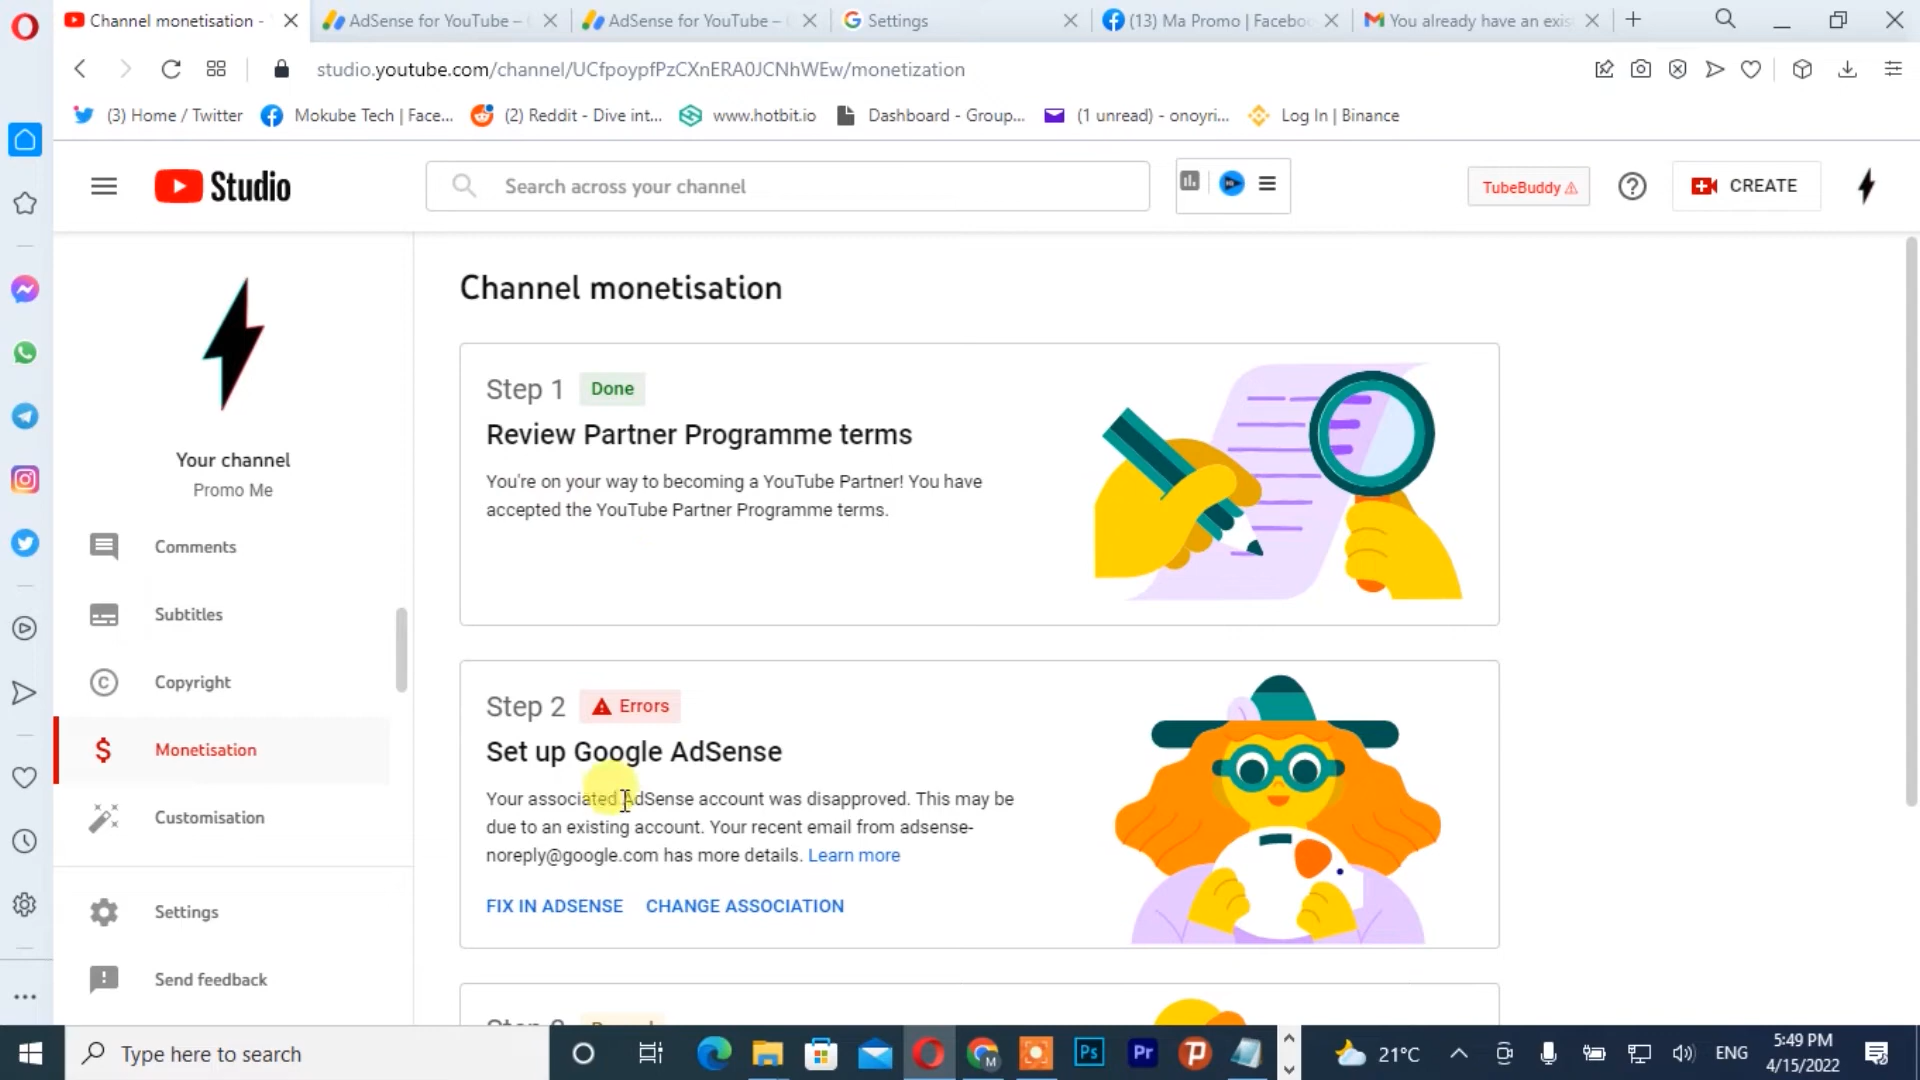 Channel monetisation -
AdSense for YouTube –
AdSense for YouTube –
Settings
(13) Ma Promo | Faceboo
You already have an exis
studio.youtube.com/channel/UCfpoypfPzCXnERA0JCNhWEw/monetization
(3) Home / Twitter
Mokube Tech | Face...
(2) Reddit - Dive int...
www.hotbit.io
Dashboard - Group...
(1 unread) - onoyri...
Log In | Binance
Studio
Search across your channel
TubeBuddy
CREATE
Your channel
Promo Me
Comments
Subtitles
Copyright
Monetisation
Customisation
Settings
Send feedback
Channel monetisation
Step 1 Done
Review Partner Programme terms
You're on your way to becoming a YouTube Partner! You have
accepted the YouTube Partner Programme terms.
Step 2 Errors
Set up Google AdSense
Your associated AdSense account was disapproved. This may be
due to an existing account. Your recent email from adsense-
noreply@google.com has more details. Learn more
FIX IN ADSENSE CHANGE ASSOCIATION
Type here to search
Ps
Pr
M
21°C
ENG
5:49 PM
4/15/2022